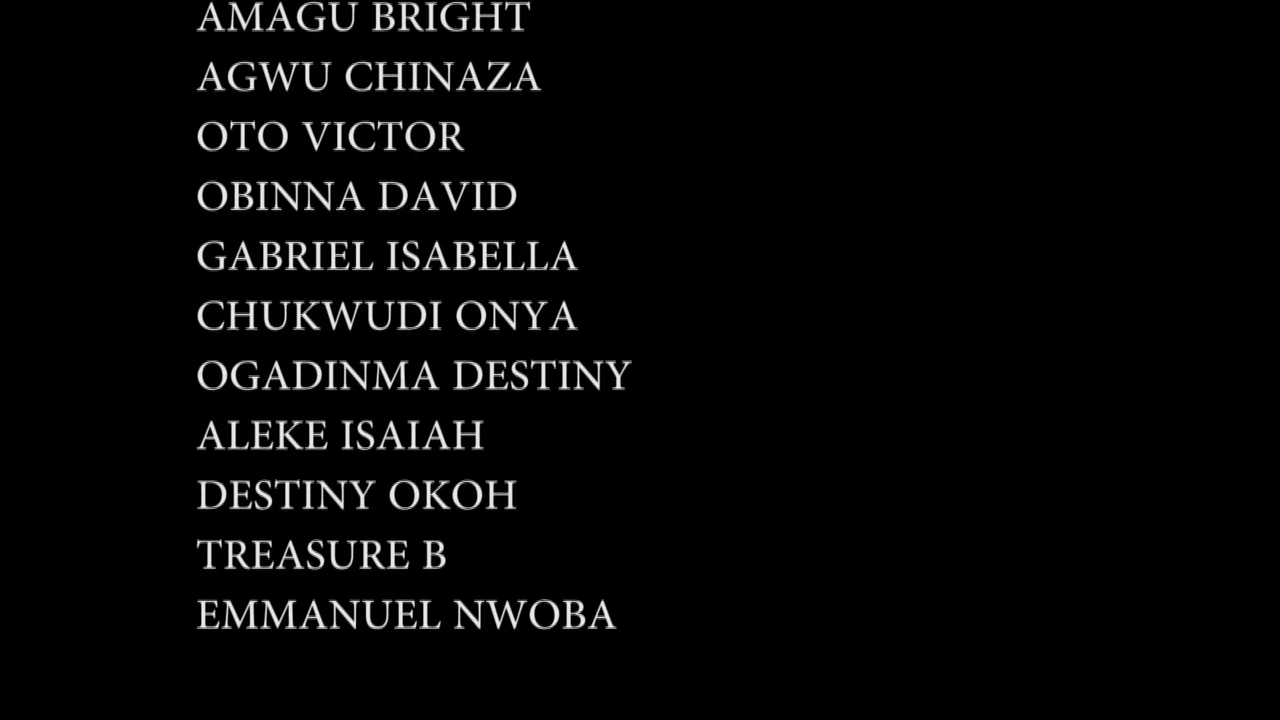 AMAGU BRIGHT
AGWU CHINAZA
OTO VICTOR
OBINNA DAVID
GABRIEL ISABELLA
CHUKWUDI ONYA
OGADINMA DESTINY
ALEKE ISAIAH
DESTINY OKOH
TREASURE B
EMMANUEL NWOBA